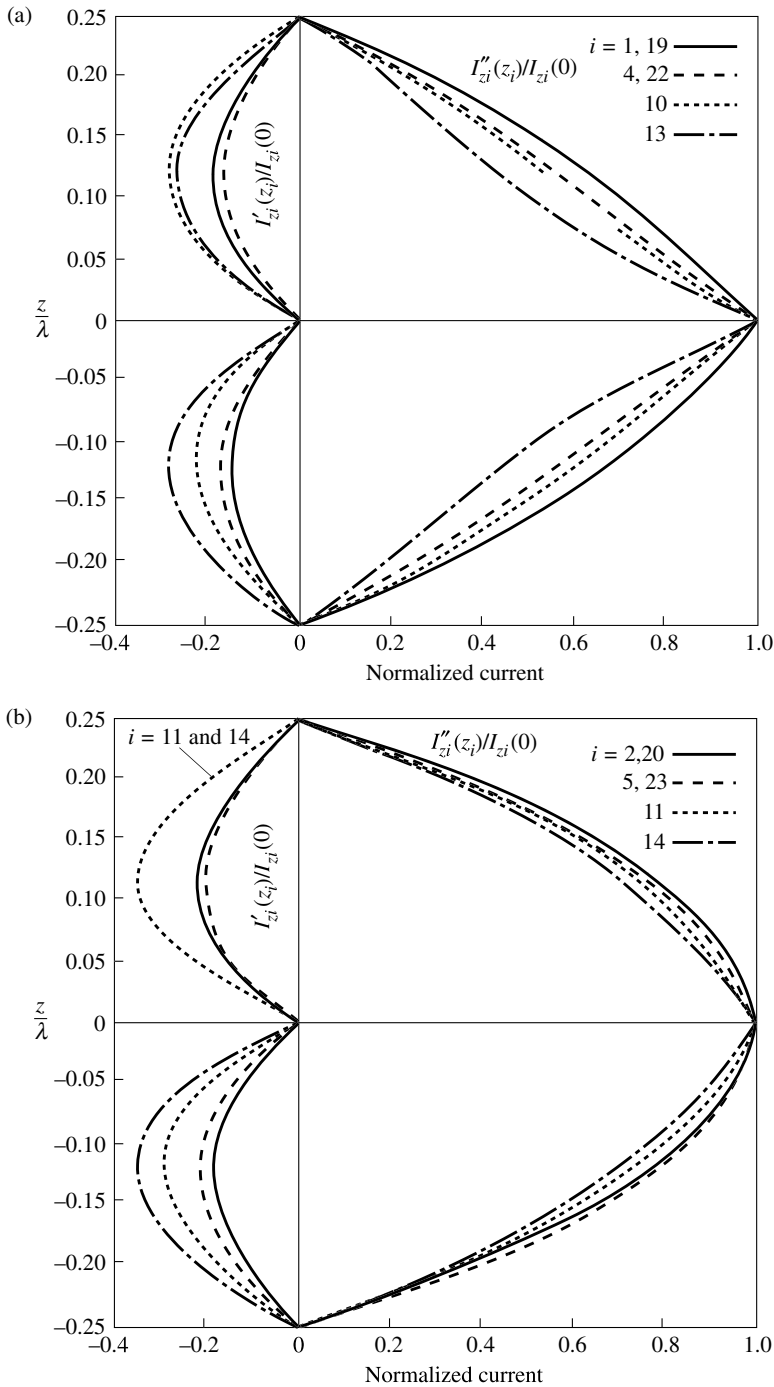 (a)
0.25
0.20
0.15
0.10
0.05
0
−0.05
−0.10
−0.15
−0.20
−0.25
z/λ
I′zi(zi)/Izi(0)
I″zi(zi)/Izi(0)
i = 1, 19
4, 22
10
13
−0.4 −0.2 0 0.2 0.4 0.6 0.8 1.0
Normalized current
(b)
0.25
0.20
0.15
0.10
0.05
0
−0.05
−0.10
−0.15
−0.20
−0.25
z/λ
i = 11 and 14
I′zi(zi)/Izi(0)
I″zi(zi)/Izi(0)
i = 2,20
5, 23
11
14
−0.4 −0.2 0 0.2 0.4 0.6 0.8 1.0
Normalized current